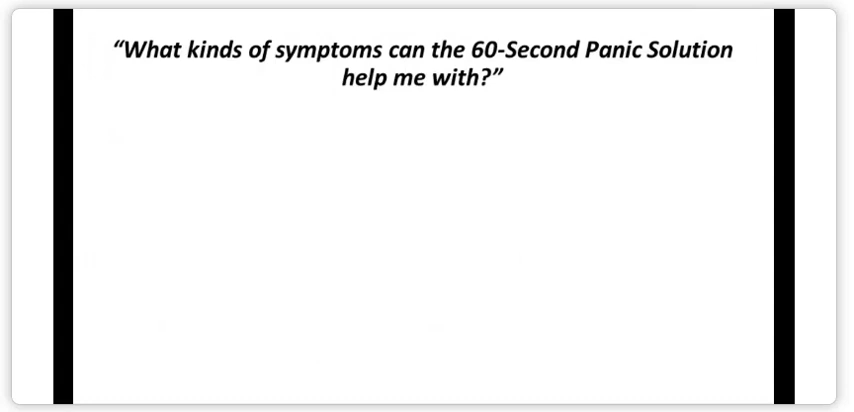 “What kinds of symptoms can the 60-Second Panic Solution
help me with?”